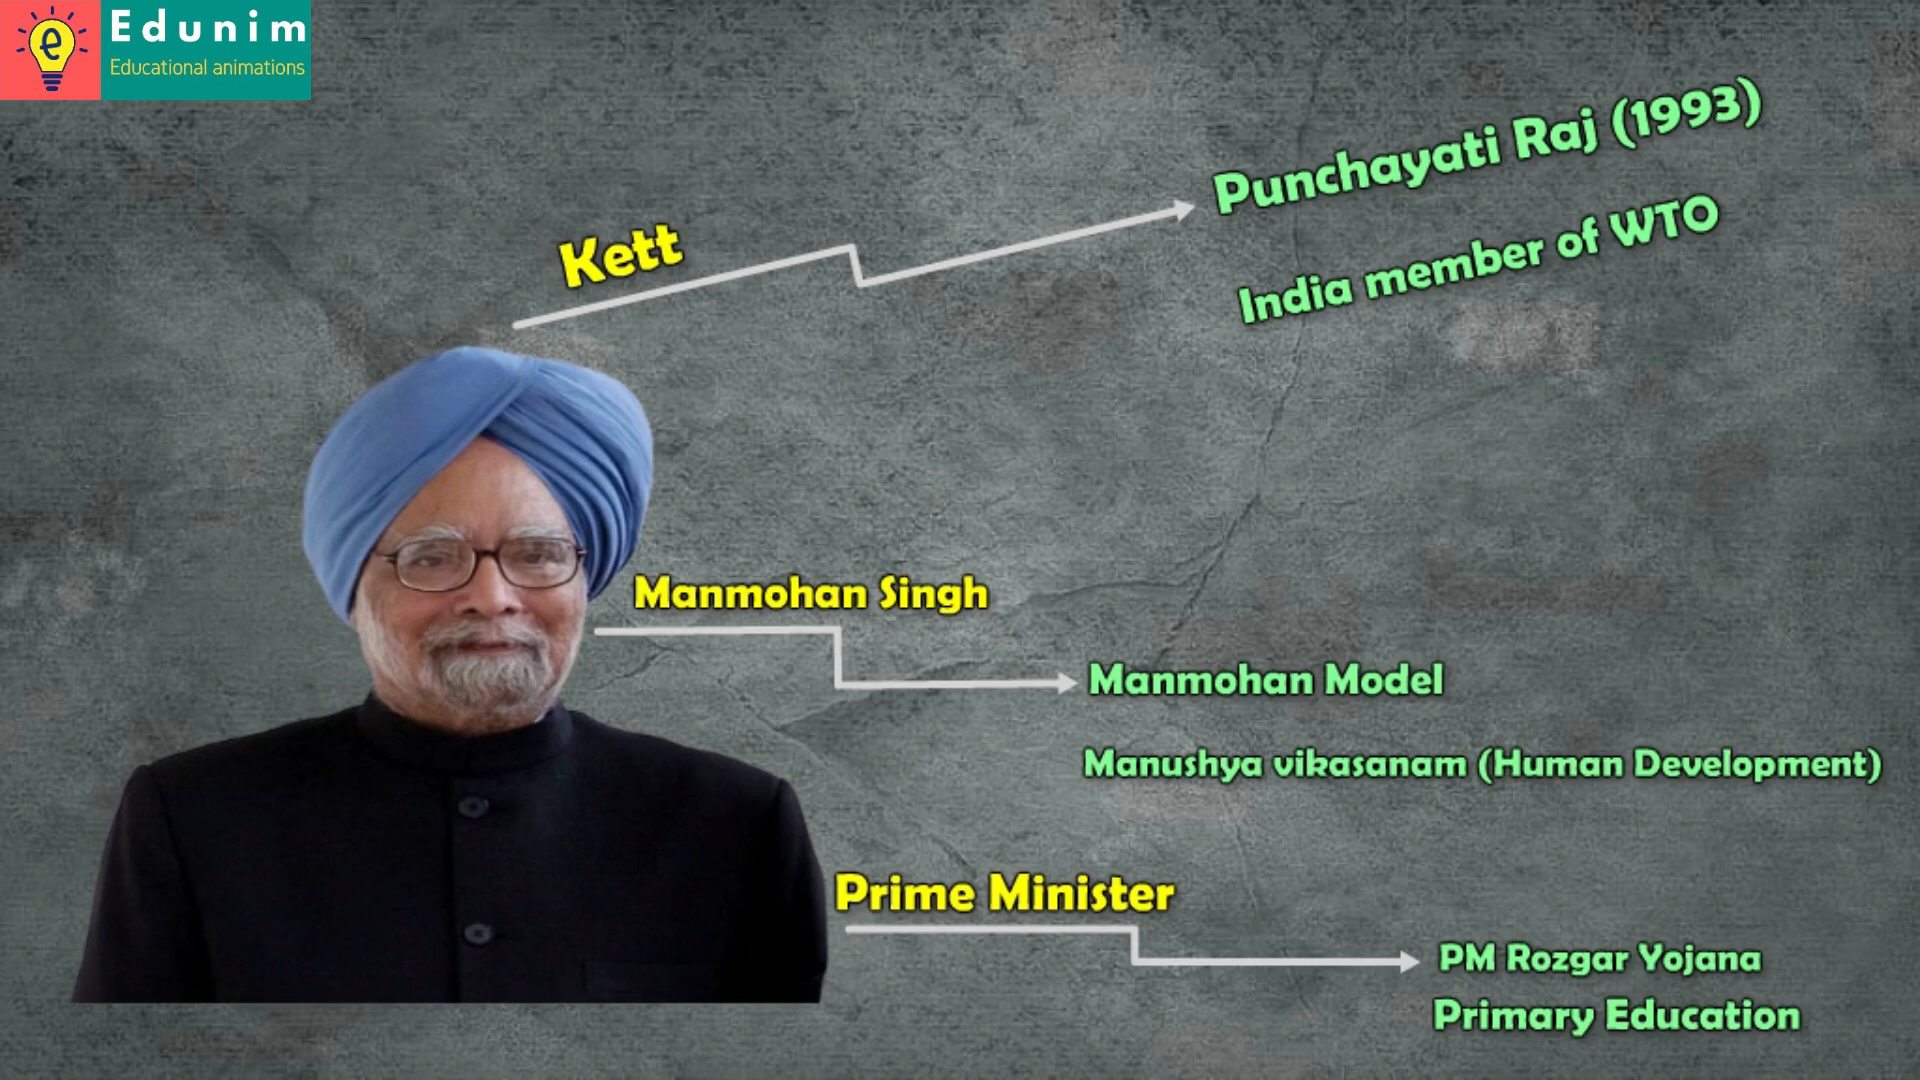 e
Edunim
Educational animations
Punchayati Raj (1993)
India member of WTO
Kett
Manmohan Singh
Manmohan Model
Manushya vikasanam (Human Development)
Prime Minister
PM Rozgar Yojana
Primary Education